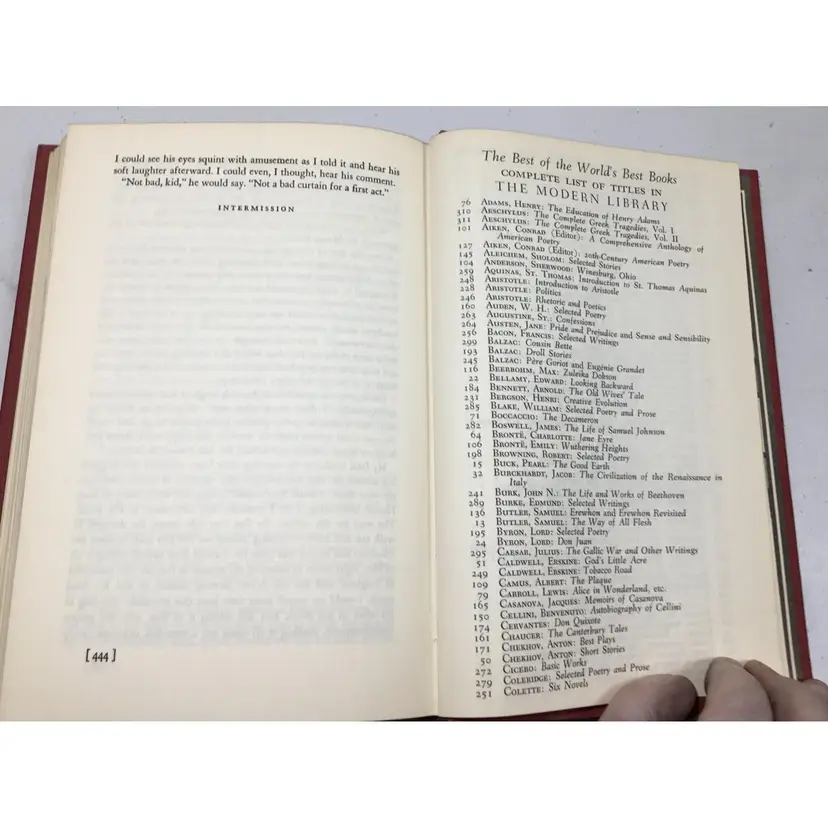 I could see his eyes squint with amusement as I told it and hear his
soft laughter afterward. I could even, I thought, hear his comment.
"Not bad, kid," he would say. "Not a bad curtain for a first act."
INTERMISSION
[444]
The Best of the World's Best Books
COMPLETE LIST OF TITLES IN
THE MODERN LIBRARY
76 ADAMS, HENRY: The Education of Henry Adams
310 AESCHYLUS: The Complete Greek Tragedies, Vol. I
311 AESCHYLUS: The Complete Greek Tragedies, Vol. II
101 AIKEN, CONRAD (Editor): A Comprehensive Anthology of
American Poetry
127 AIKEN, CONRAD (Editor): 20th-Century American Poetry
145 ALEICHEM, SHOLOM: Selected Stories
104 ANDERSON, SHERWOOD: Winesburg, Ohio
259 AQUINAS, ST. THOMAS: Introduction to St. Thomas Aquinas
248 ARISTOTLE: Introduction to Aristotle
228 ARISTOTLE: Politics
246 ARISTOTLE: Rhetoric and Poetics
160 AUDEN, W. H.: Selected Poetry
263 AUGUSTINE, ST.: Confessions
264 AUSTEN, JANE: Pride and Prejudice and Sense and Sensibility
256 BACON, FRANCIS: Selected Writings
299 BALZAC: Cousin Bette
193 BALZAC: Droll Stories
245 BALZAC: Père Goriot and Eugénie Grandet
116 BEERBOHM, MAX: Zuleika Dobson
22 BELLAMY, EDWARD: Looking Backward
184 BENNETT, ARNOLD: The Old Wives' Tale
231 BERGSON, HENRI: Creative Evolution
285 BLAKE, WILLIAM: Selected Poetry and Prose
71 BOCCACCIO: The Decameron
282 BOSWELL, JAMES: The Life of Samuel Johnson
64 BRONTË, CHARLOTTE: Jane Eyre
106 BRONTË, EMILY: Wuthering Heights
198 BROWNING, ROBERT: Selected Poetry
15 BUCK, PEARL: The Good Earth
32 BURCKHARDT, JACOB: The Civilization of the Renaissance in
Italy
241 BURK, JOHN N.: The Life and Works of Beethoven
289 BURKE, EDMUND: Selected Writings
136 BUTLER, SAMUEL: Erewhon and Erewhon Revisited
13 BUTLER, SAMUEL: The Way of All Flesh
195 BYRON, LORD: Selected Poetry
24 BYRON, LORD: Don Juan
295 CAESAR, JULIUS: The Gallic War and Other Writings
51 CALDWELL, ERSKINE: God's Little Acre
249 CALDWELL, ERSKINE: Tobacco Road
109 CAMUS, ALBERT: The Plague
79 CARROLL, LEWIS: Alice in Wonderland, etc.
165 CASANOVA, JACQUES: Memoirs of Casanova
150 CELLINI, BENVENUTO: Autobiography of Cellini
174 CERVANTES: Don Quixote
161 CHAUCER: The Canterbury Tales
171 CHEKHOV, ANTON: Best Plays
50 CHEKHOV, ANTON: Short Stories
272 CICERO: Basic Works
279 COLERIDGE: Selected Poetry and Prose
251 COLETTE: Six Novels